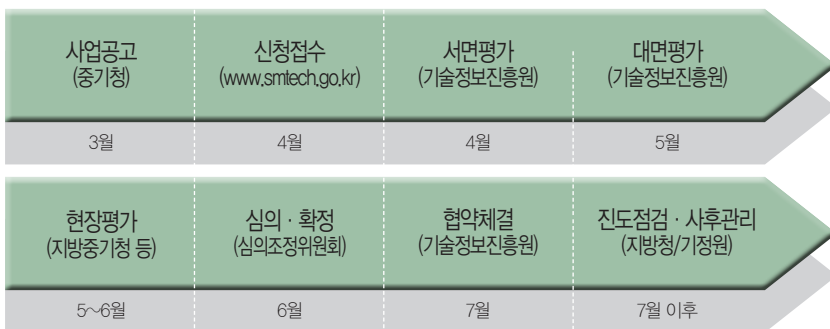 사업공고 신청접수 서면평가 대면평가
(중기청) (www.smtech.go.kr) (기술정보진흥원) (기술정보진흥원)
3월 4월 4월 5월
현장평가 심의 · 확정 협약체결 진도점검 · 사후관리
(지방중기청 등) (심의조정위원회) (기술정보진흥원) (지방청/기정원)
5~6월 6월 7월 7월 이후